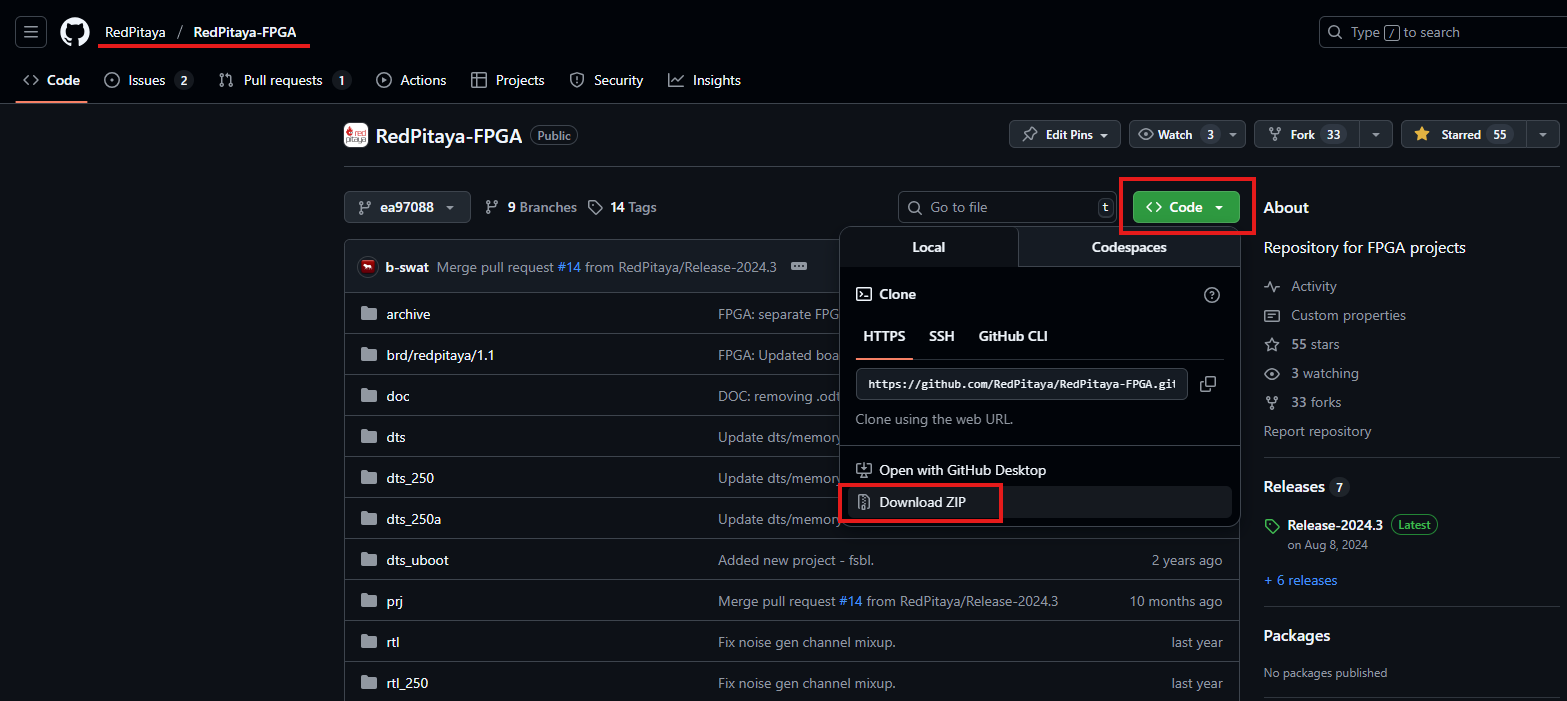 RedPitaya / RedPitaya-FPGA
Type / to search
Code Issues 2 Pull requests 1 Actions Projects Security Insights
red pitaya
RedPitaya-FPGA Public
Edit Pins Watch 3 Fork 33 Starred 55
ea97088 9 Branches 14 Tags
Go to file t
Code
About
Local Codespaces
Repository for FPGA projects
b-swat Merge pull request #14 from RedPitaya/Release-2024.3
Clone
Activity
archive FPGA: separate FPG
Custom properties
HTTPS SSH GitHub CLI
55 stars
brd/redpitaya/1.1 FPGA: Updated boa
3 watching
https://github.com/RedPitaya/RedPitaya-FPGA.git
doc DOC: removing .odt
33 forks
Clone using the web URL.
Report repository
dts Update dts/memory
Open with GitHub Desktop
dts_250 Update dts/memory
Releases 7
Download ZIP
dts_250a Update dts/memory
Release-2024.3 Latest
on Aug 8, 2024
dts_uboot Added new project - fsbl. 2 years ago
+ 6 releases
prj Merge pull request #14 from RedPitaya/Release-2024.3 10 months ago
Packages
rtl Fix noise gen channel mixup. last year
No packages published
rtl_250 Fix noise gen channel mixup. last year